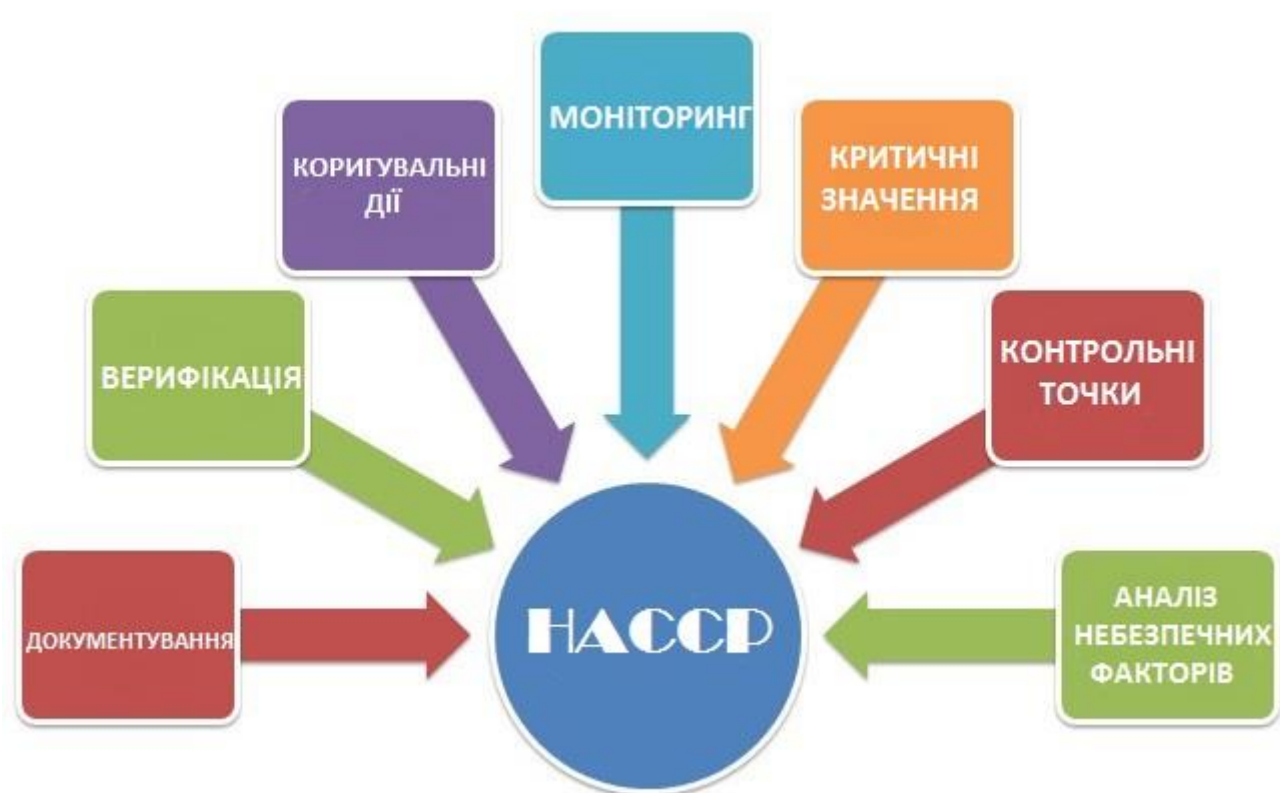 МОНІТОРИНГ
КОРИГУВАЛЬНІ
ДІЇ
КРИТИЧНІ
ЗНАЧЕННЯ
ВЕРИФІКАЦІЯ
КОНТРОЛЬНІ
ТОЧКИ
ДОКУМЕНТУВАННЯ
HACCP
АНАЛІЗ
НЕБЕЗПЕЧНИХ
ФАКТОРІВ